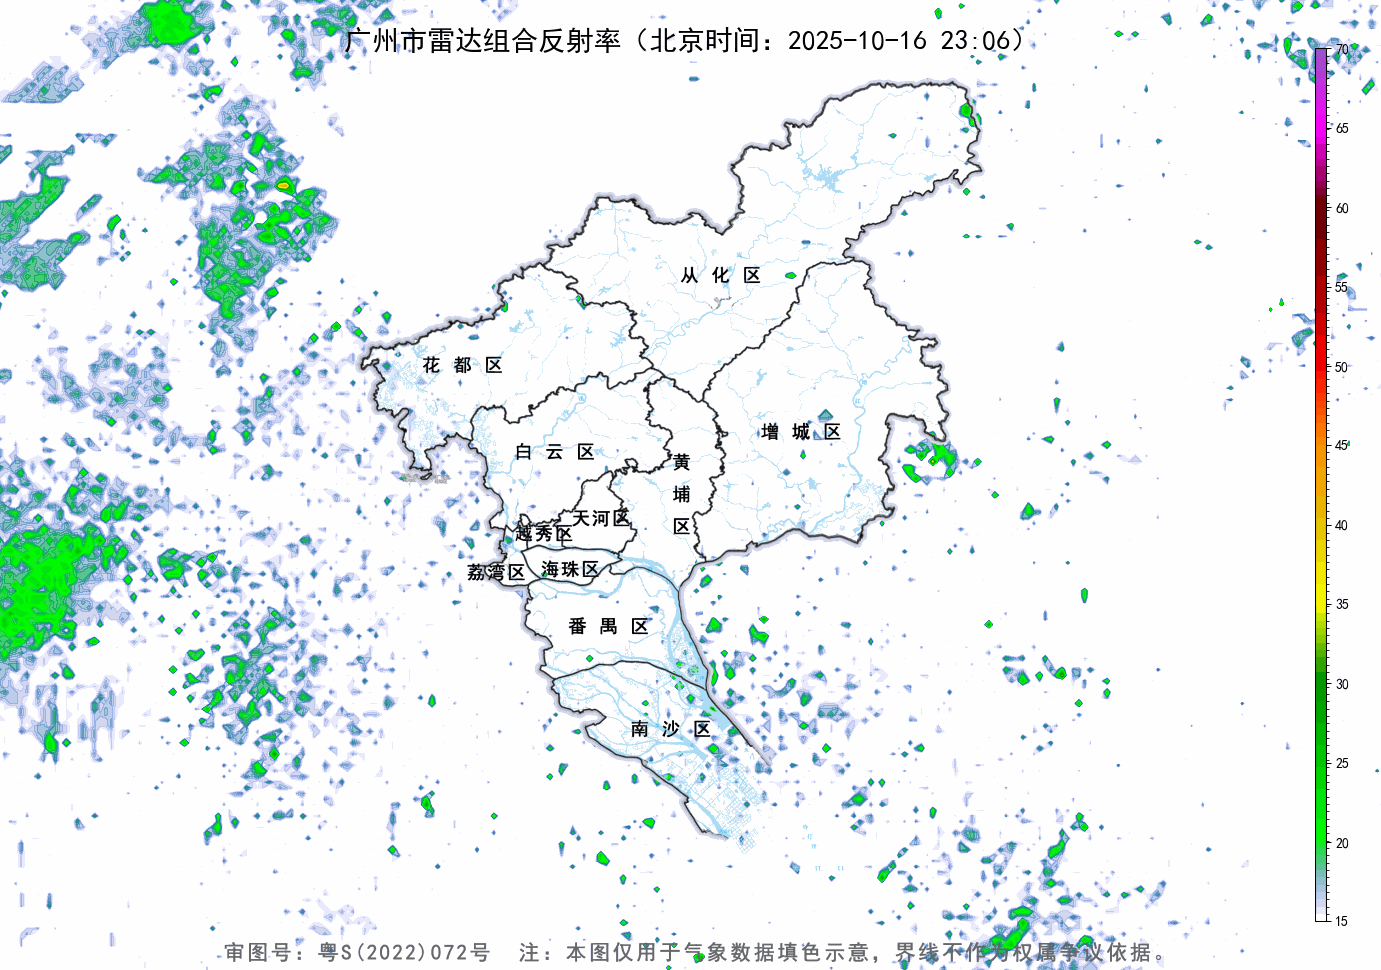 广州市雷达组合反射率（北京时间：2025-10-16 23:06）
70
65
60
55
50
45
40
35
30
25
20
15
从化区
花都区
增城区
白云区
黄埔区
天河区
越秀区
海珠区
荔湾区
番禺区
南沙区
审图号：粤S(2022)072号 注：本图仅用于气象数据填色示意，界线不作为权属争议依据。